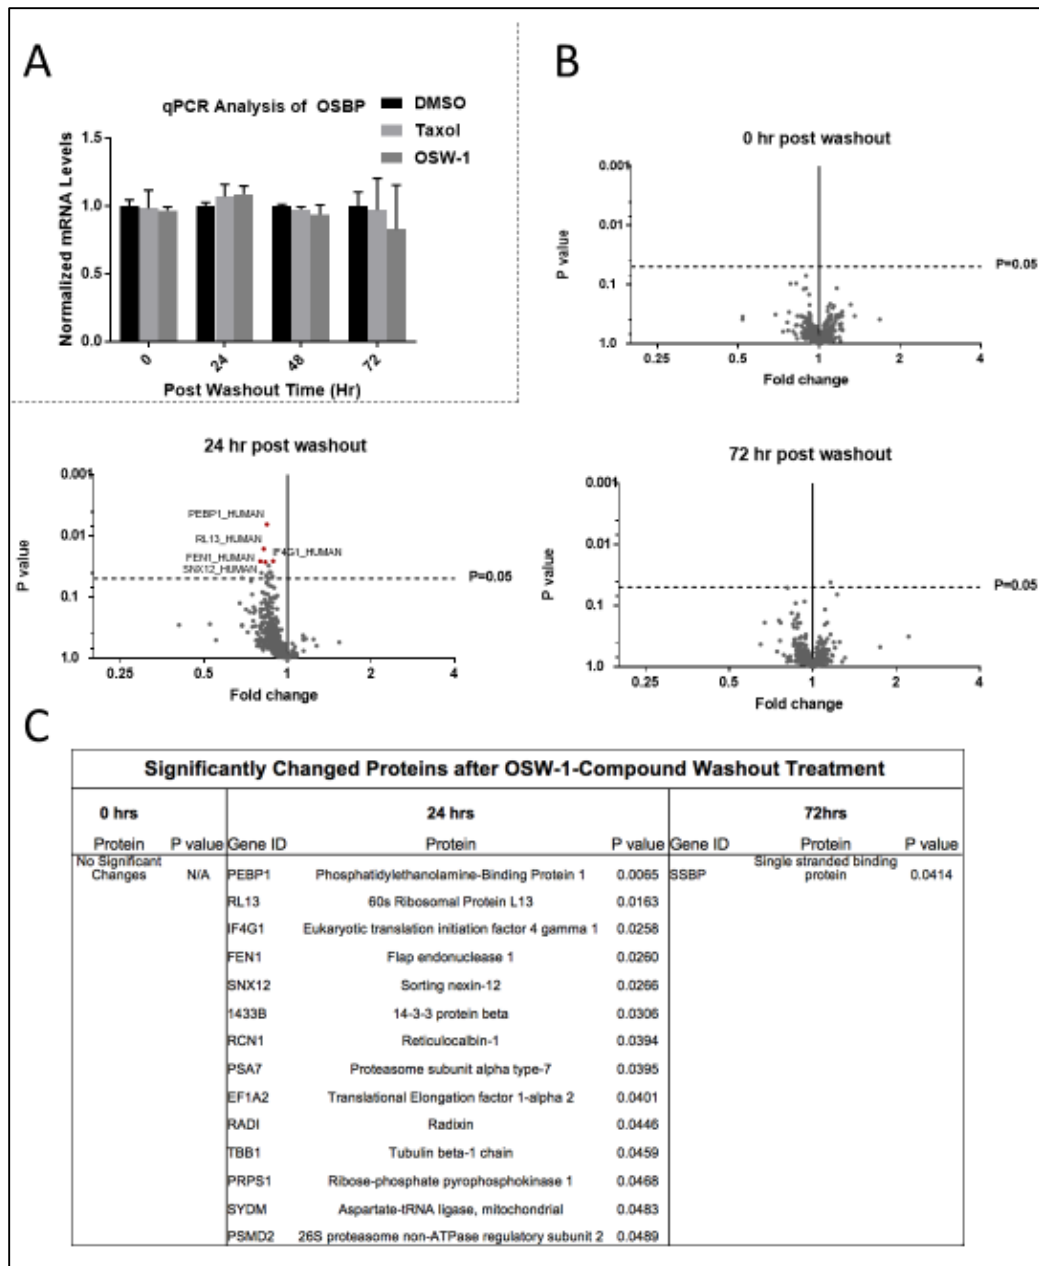 A
qPCR Analysis of OSBP
DMSO
Taxol
OSW-1
Normalized mRNA Levels
1.5
1.0
0.5
0.0
0 24 48 72
Post Washout Time (Hr)
B
0 hr post washout
P value
0.001
0.01
0.1
1.0
P=0.05
0.25 0.5 1 2 4
Fold change
24 hr post washout
P value
0.001
0.01
0.1
1.0
PEBP1_HUMAN
RL13_HUMAN
IF4G1_HUMAN
FEN1_HUMAN
SNX12_HUMAN
P=0.05
0.25 0.5 1 2 4
Fold change
72 hr post washout
P value
0.001
0.01
0.1
1.0
P=0.05
0.25 0.5 1 2 4
Fold change
C
Significantly Changed Proteins after OSW-1-Compound Washout Treatment
0 hrs 24 hrs 72hrs
Protein P value Gene ID Protein P value Gene ID Protein P value
No Significant Changes N/A PEBP1 Phosphatidylethanolamine-Binding Protein 1 0.0065 SSBP Single stranded binding protein 0.0414
RL13 60s Ribosomal Protein L13 0.0163
IF4G1 Eukaryotic translation initiation factor 4 gamma 1 0.0258
FEN1 Flap endonuclease 1 0.0260
SNX12 Sorting nexin-12 0.0266
1433B 14-3-3 protein beta 0.0306
RCN1 Reticulocalbin-1 0.0394
PSA7 Proteasome subunit alpha type-7 0.0395
EF1A2 Translational Elongation factor 1-alpha 2 0.0401
RADI Radixin 0.0446
TBB1 Tubulin beta-1 chain 0.0459
PRPS1 Ribose-phosphate pyrophosphokinase 1 0.0468
SYDM Aspartate-tRNA ligase, mitochondrial 0.0483
PSMD2 26S proteasome non-ATPase regulatory subunit 2 0.0489